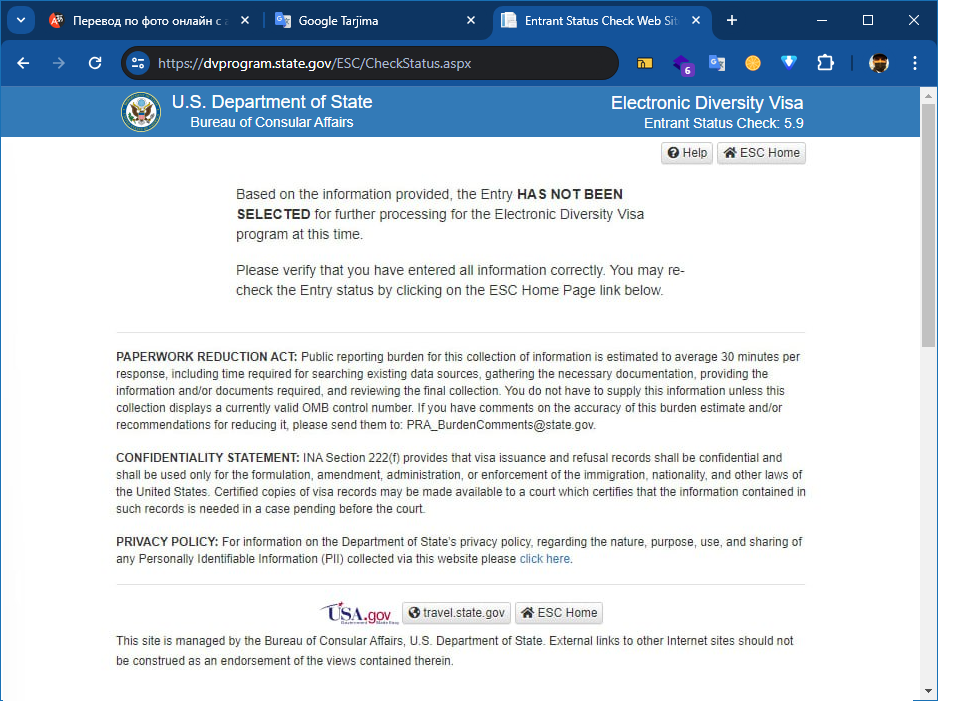 Перевод по фото онлайн с
Google Tarjima
Entrant Status Check Web Sit
https://dvprogram.state.gov/ESC/CheckStatus.aspx
6
U.S. Department of State
Bureau of Consular Affairs
Electronic Diversity Visa
Entrant Status Check: 5.9
Help
ESC Home
Based on the information provided, the Entry HAS NOT BEEN
SELECTED for further processing for the Electronic Diversity Visa
program at this time.
Please verify that you have entered all information correctly. You may re-
check the Entry status by clicking on the ESC Home Page link below.
PAPERWORK REDUCTION ACT: Public reporting burden for this collection of information is estimated to average 30 minutes per
response, including time required for searching existing data sources, gathering the necessary documentation, providing the
information and/or documents required, and reviewing the final collection. You do not have to supply this information unless this
collection displays a currently valid OMB control number. If you have comments on the accuracy of this burden estimate and/or
recommendations for reducing it, please send them to: PRA_BurdenComments@state.gov.
CONFIDENTIALITY STATEMENT: INA Section 222(f) provides that visa issuance and refusal records shall be confidential and
shall be used only for the formulation, amendment, administration, or enforcement of the immigration, nationality, and other laws of
the United States. Certified copies of visa records may be made available to a court which certifies that the information contained in
such records is needed in a case pending before the court.
PRIVACY POLICY: For information on the Department of State's privacy policy, regarding the nature, purpose, use, and sharing of
any Personally Identifiable Information (PII) collected via this website please click here.
USA.gov
travel.state.gov
ESC Home
This site is managed by the Bureau of Consular Affairs, U.S. Department of State. External links to other Internet sites should not
be construed as an endorsement of the views contained therein.